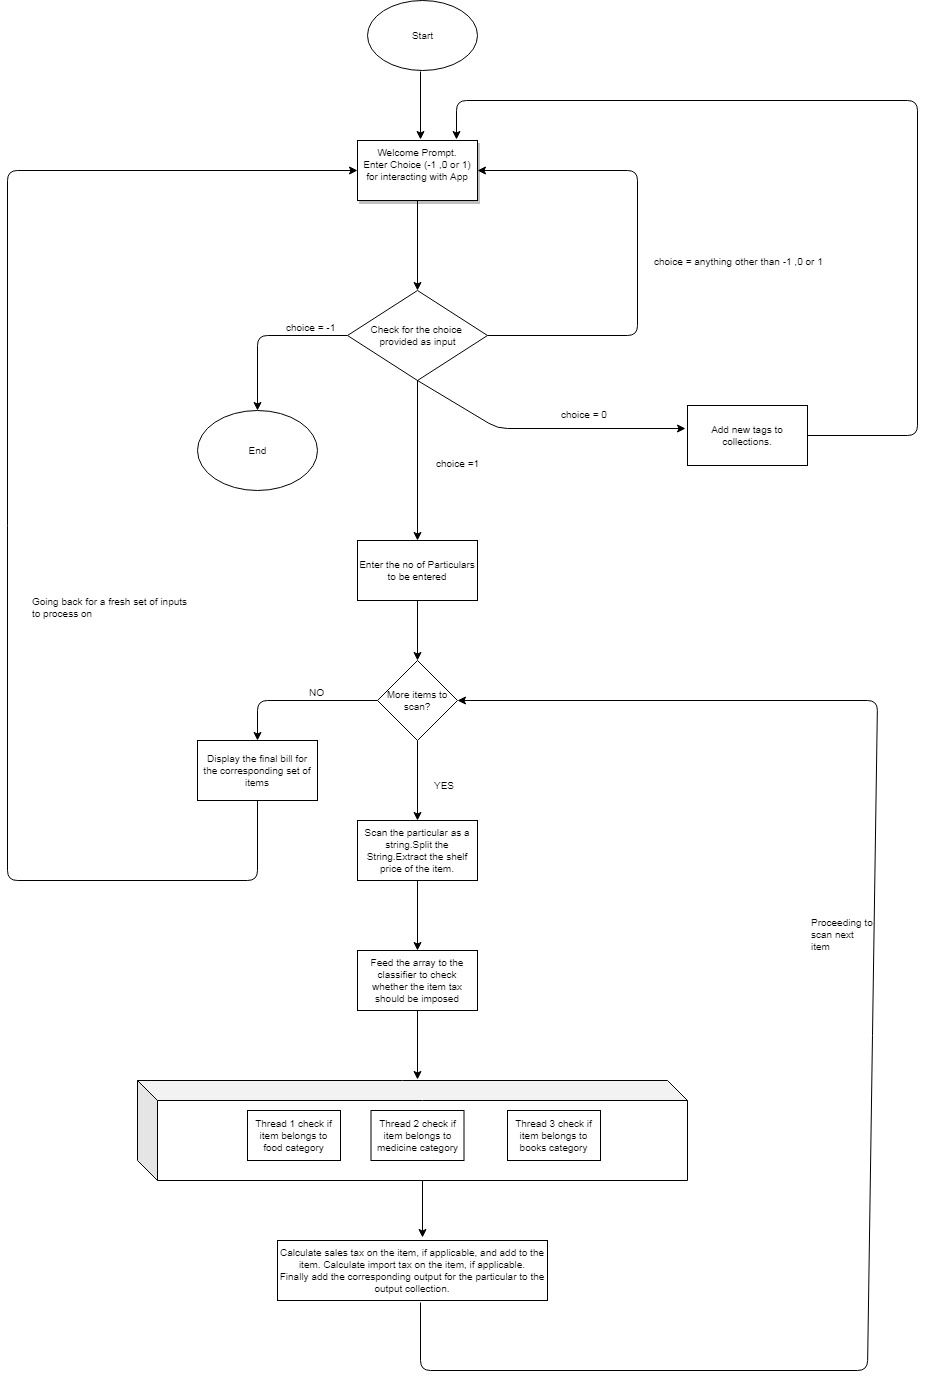 Start
Welcome Prompt.
Enter Choice (-1 ,0 or 1)
for interacting with App
choice = anything other than -1 ,0 or 1
choice = -1
Check for the choice
provided as input
choice = 0
Add new tags to
collections.
End
choice =1
Enter the no of Particulars
to be entered
Going back for a fresh set of inputs
to process on
NO
More items to
scan?
Display the final bill for
the corresponding set of
items
YES
Scan the particular as a
string.Split the
String.Extract the shelf
price of the item.
Proceeding to
scan next
item
Feed the array to the
classifier to check
whether the item tax
should be imposed
Thread 1 check if
item belongs to
food category
Thread 2 check if
item belongs to
medicine category
Thread 3 check if
item belongs to
books category
Calculate sales tax on the item, if applicable, and add to the
item. Calculate import tax on the item, if applicable.
Finally add the corresponding output for the particular to the
output collection.